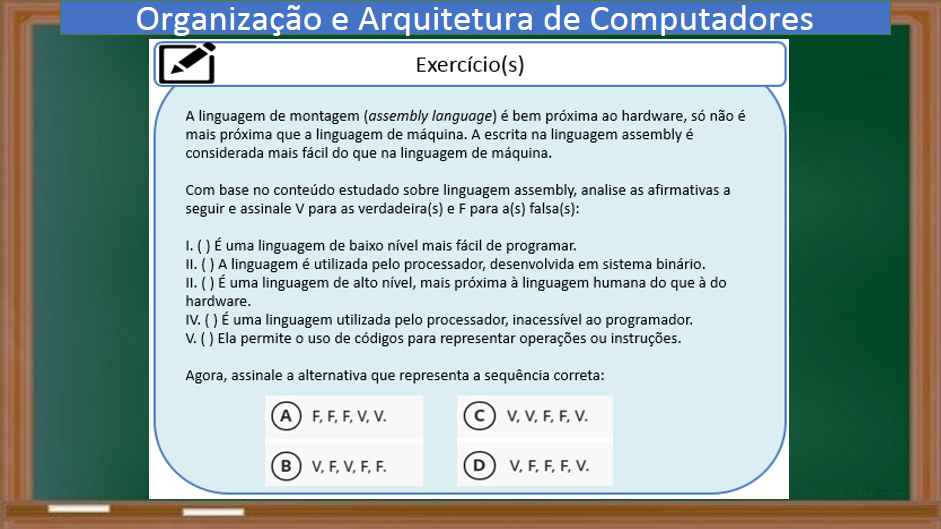 Organização e Arquitetura de Computadores
Exercício(s)
A linguagem de montagem (assembly language) é bem próxima ao hardware, só não é
mais próxima que a linguagem de máquina. A escrita na linguagem assembly é
considerada mais fácil do que na linguagem de máquina.
Com base no conteúdo estudado sobre linguagem assembly, analise as afirmativas a
seguir e assinale V para as verdadeira(s) e F para a(s) falsa(s):
I. ( ) É uma linguagem de baixo nível mais fácil de programar.
II. ( ) A linguagem é utilizada pelo processador, desenvolvida em sistema binário.
II. ( ) É uma linguagem de alto nível, mais próxima à linguagem humana do que à do
hardware.
IV. ( ) É uma linguagem utilizada pelo processador, inacessível ao programador.
V. ( ) Ela permite o uso de códigos para representar operações ou instruções.
Agora, assinale a alternativa que representa a sequência correta:
A F, F, F, V, V.
B V, F, V, F, F.
C V, V, F, F, V.
D V, F, F, F, V.